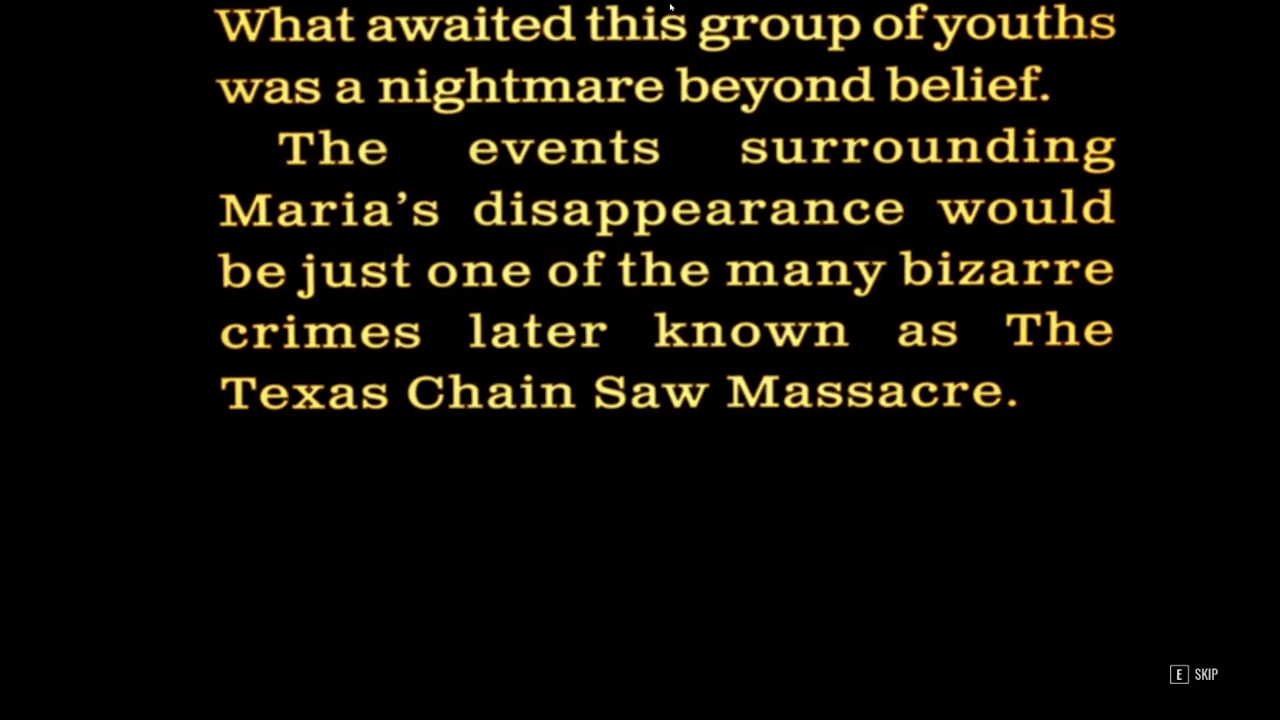 What awaited this group of youths
was a nightmare beyond belief.
The events surrounding
Maria’s disappearance would
be just one of the many bizarre
crimes later known as The
Texas Chain Saw Massacre.
E SKIP